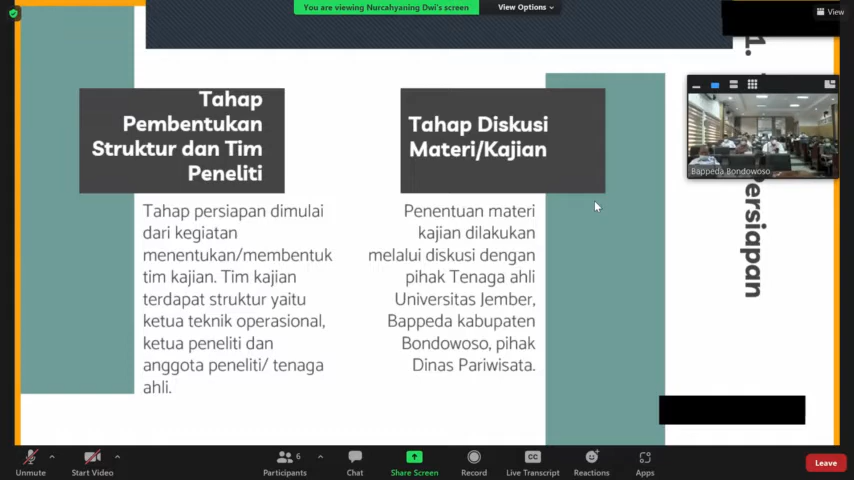 You are viewing Nurcahyaning Dwi's screen
View Options
View
Tahap
Pembentukan
Struktur dan Tim
Peneliti
Tahap persiapan dimulai
dari kegiatan
menentukan/membentuk
tim kajian. Tim kajian
terdapat struktur yaitu
ketua teknik operasional,
ketua peneliti dan
anggota peneliti/ tenaga
ahli.
Tahap Diskusi
Materi/Kajian
Penentuan materi
kajian dilakukan
melalui diskusi dengan
pihak Tenaga ahli
Universitas Jember,
Bappeda kabupaten
Bondowoso, pihak
Dinas Pariwisata.
1.
ersiapan
Bappeda Bondowoso
Unmute
Start Video
6
Participants
Chat
Share Screen
Record
CC
Live Transcript
Reactions
Apps
Leave